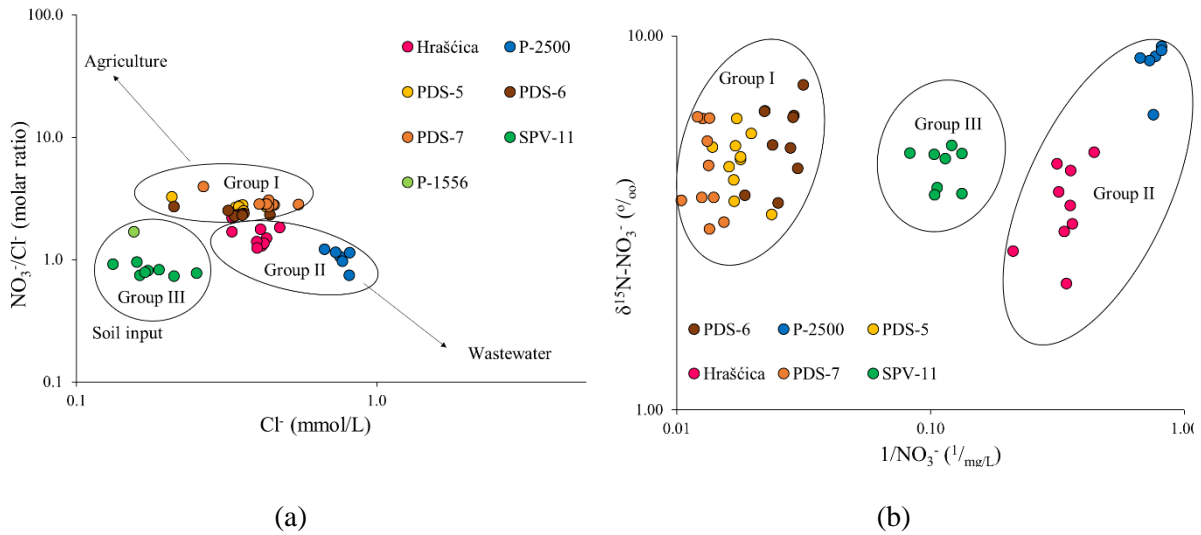 100.0
10.0
1.0
0.1
NO₃⁻/Cl⁻ (molar ratio)
0.1
1.0
Cl⁻ (mmol/L)
Agriculture
Hrašćica
P-2500
PDS-5
PDS-6
PDS-7
SPV-11
P-1556
Group I
Group II
Group III
Soil input
Wastewater
(a)
b)
10.00
1.00
δ¹⁵N-NO₃⁻ (º/ₒₒ)
0.01
0.10
1.00
1/NO₃⁻ (¹/mg/L)
Group I
Group III
Group II
PDS-6
P-2500
PDS-5
Hrašćica
PDS-7
SPV-11
(b)